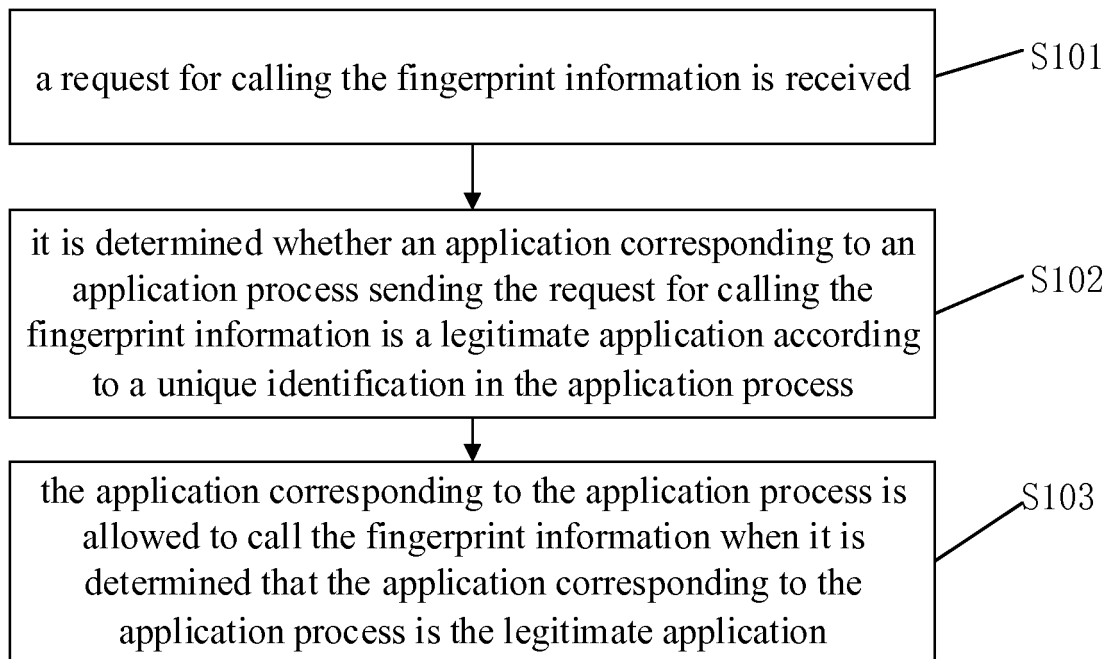 a request for calling the fingerprint information is received
S101
it is determined whether an application corresponding to an
application process sending the request for calling the
fingerprint information is a legitimate application according
to a unique identification in the application process
S102
the application corresponding to the application process is
allowed to call the fingerprint information when it is
determined that the application corresponding to the
application process is the legitimate application
S103